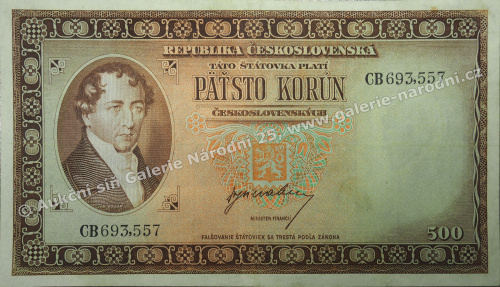 REPUBLIKA ČESKOSLOVENSKÁ
TÁTO ŠTÁTOVKA PLATÍ
CB 693,557
PÄŤSTO KORÚN
ČESKOSLOVENSKÝCH
© Aukční síň Galerie Národní 25, www.galerie-narodni.cz
MINISTER FINANCIÍ
CB 693,557
FALŠOVANIE ŠTÁTOVIEK SA TRESTÁ PODĽA ZÁKONA
500